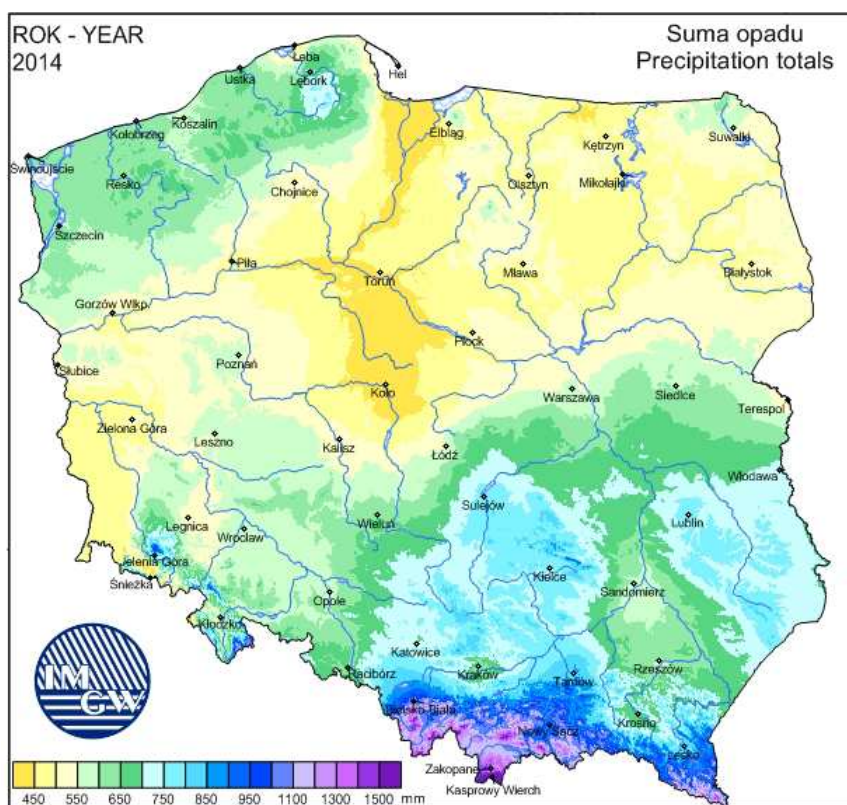 ROK - YEAR
2014
Suma opadu
Precipitation totals
Łeba
Hel
Ustka
Lębork
Kołobrzeg
Koszalin
Elbląg
Kętrzyn
Suwałki
Świnoujście
Resko
Chojnice
Olsztyn
Mikołajki
Szczecin
Piła
Toruń
Mława
Białystok
Gorzów Wlkp.
Płock
Słubice
Poznań
Koło
Warszawa
Siedlce
Terespol
Zielona Góra
Leszno
Kalisz
Łódź
Włodawa
Sulejów
Legnica
Wrocław
Wieluń
Lublin
Jelenia Góra
Śnieżka
Kielce
Opole
Sandomierz
Kłodzko
Katowice
Racibórz
Kraków
Tarnów
Rzeszów
IM
GW
Bielsko-Biała
Nowy Sącz
Krosno
Lesko
Zakopane
Kasprowy Wierch
450 550 650 750 850 950 1100 1300 1500 mm